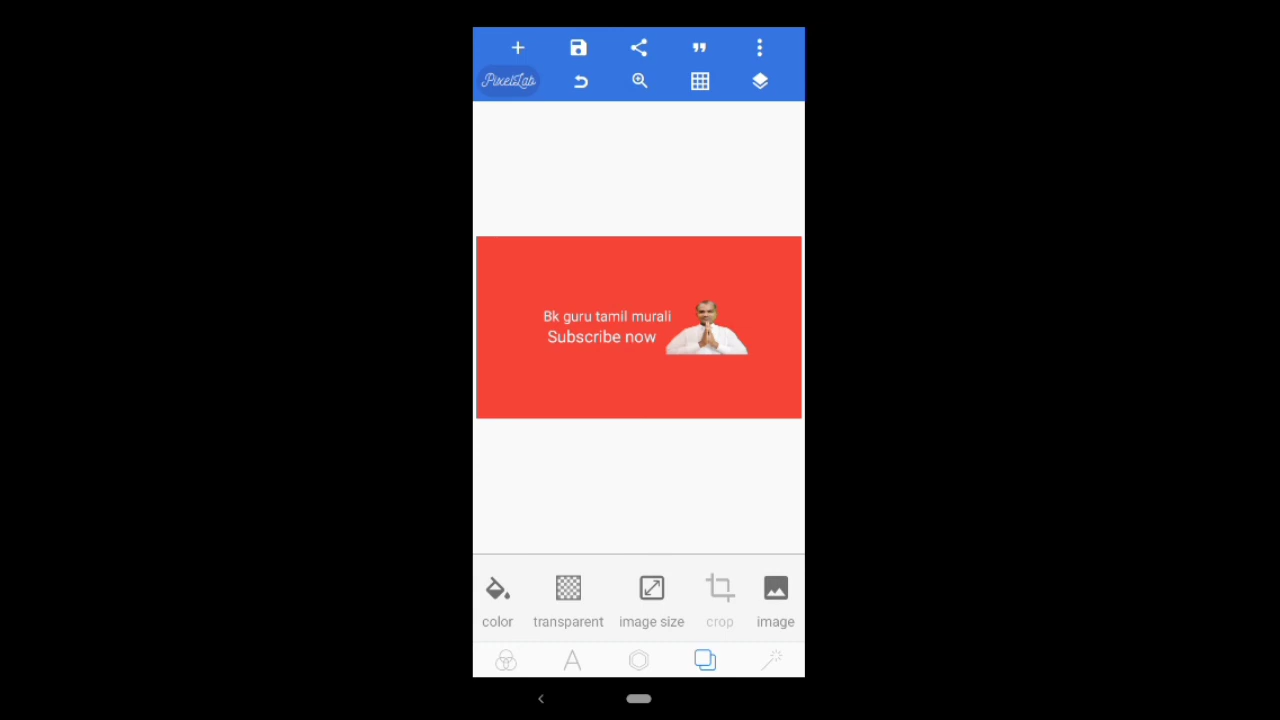 PixelLab
Bk guru tamil murali
Subscribe now
color transparent image size crop image